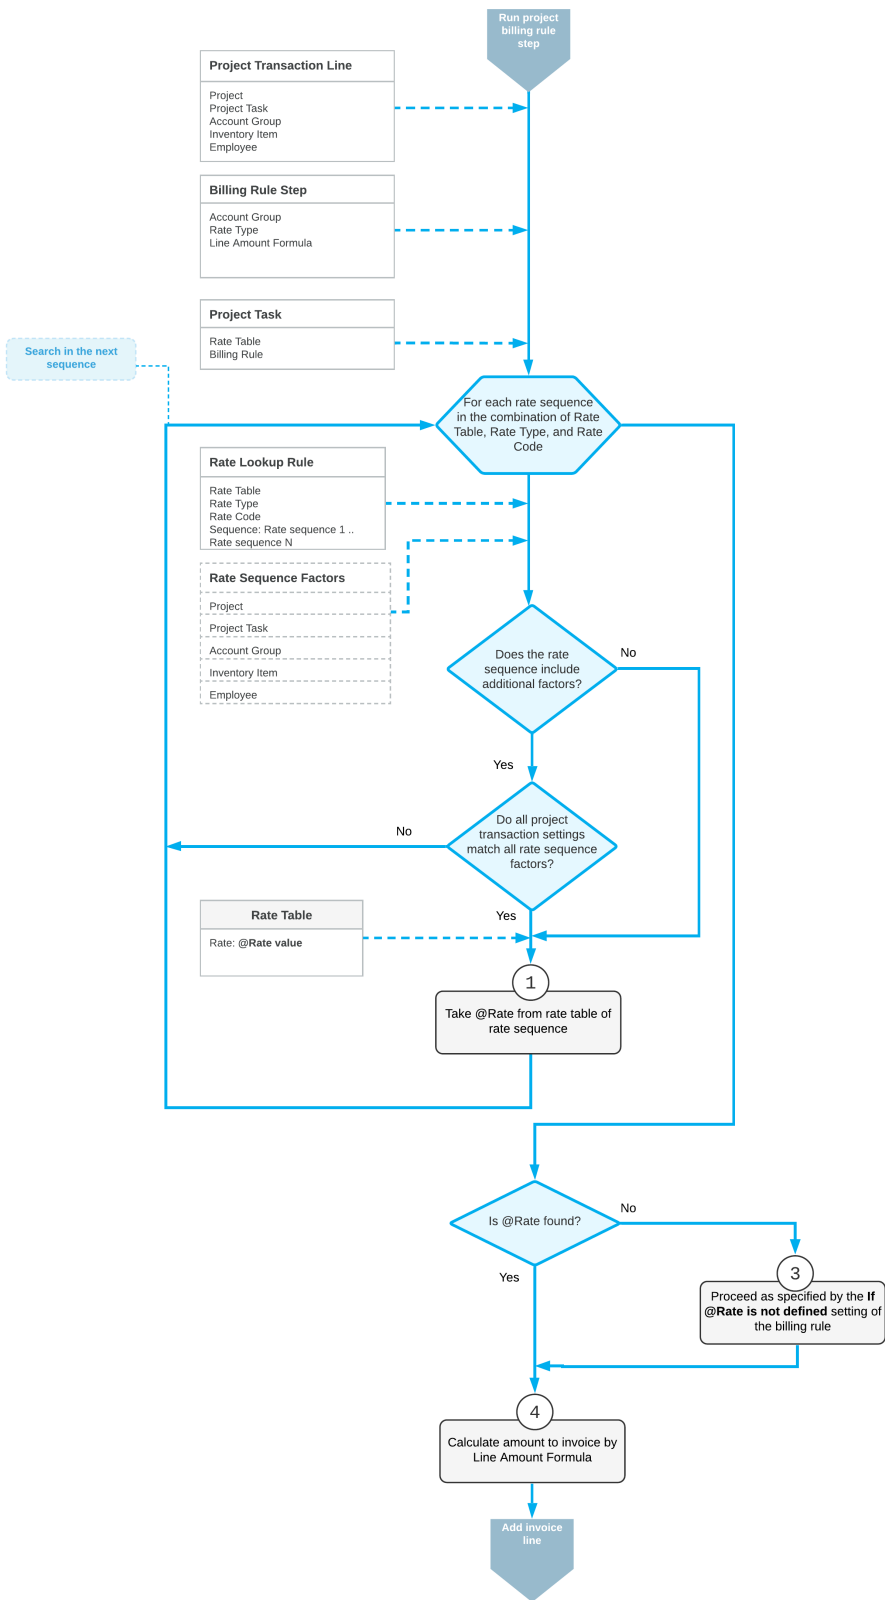 Run project
billing rule
step
Project Transaction Line
Project
Project Task
Account Group
Inventory Item
Employee
Billing Rule Step
Account Group
Rate Type
Line Amount Formula
Project Task
Rate Table
Billing Rule
Search in the next
sequence
For each rate sequence
in the combination of Rate
Table, Rate Type, and Rate
Code
Rate Lookup Rule
Rate Table
Rate Type
Rate Code
Sequence: Rate sequence 1 ..
Rate sequence N
Rate Sequence Factors
Project
Project Task
Account Group
Inventory Item
Employee
Does the rate
sequence include
additional factors?
No
Yes
Do all project
transaction settings
match all rate sequence
factors?
No
Yes
Rate Table
Rate: @Rate value
1
Take @Rate from rate table of
rate sequence
Is @Rate found?
No
Yes
3
Proceed as specified by the If
@Rate is not defined setting of
the billing rule
4
Calculate amount to invoice by
Line Amount Formula
Add invoice
line